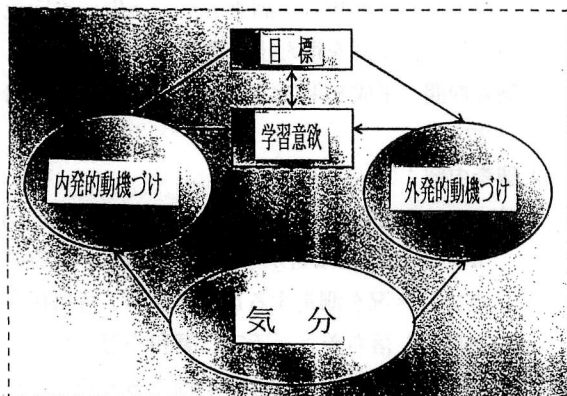 目 標
学習意欲
内発的動機づけ
外発的動機づけ
気 分